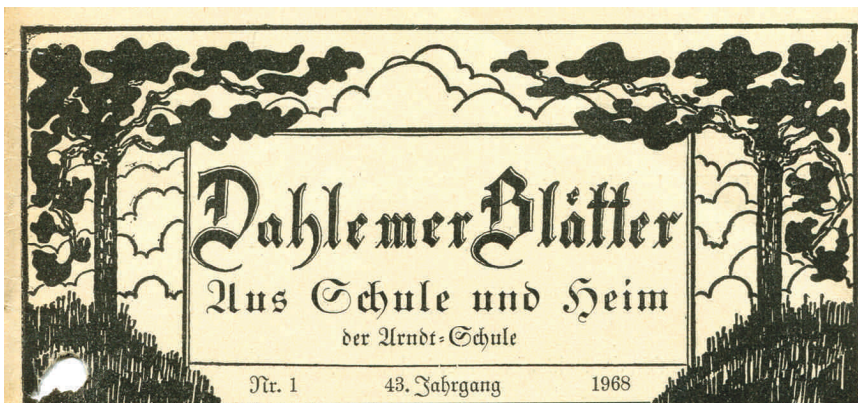 Dahlemer Blätter
Aus Schule und Heim
der Arndt-Schule
Nr. 1 43. Jahrgang 1968